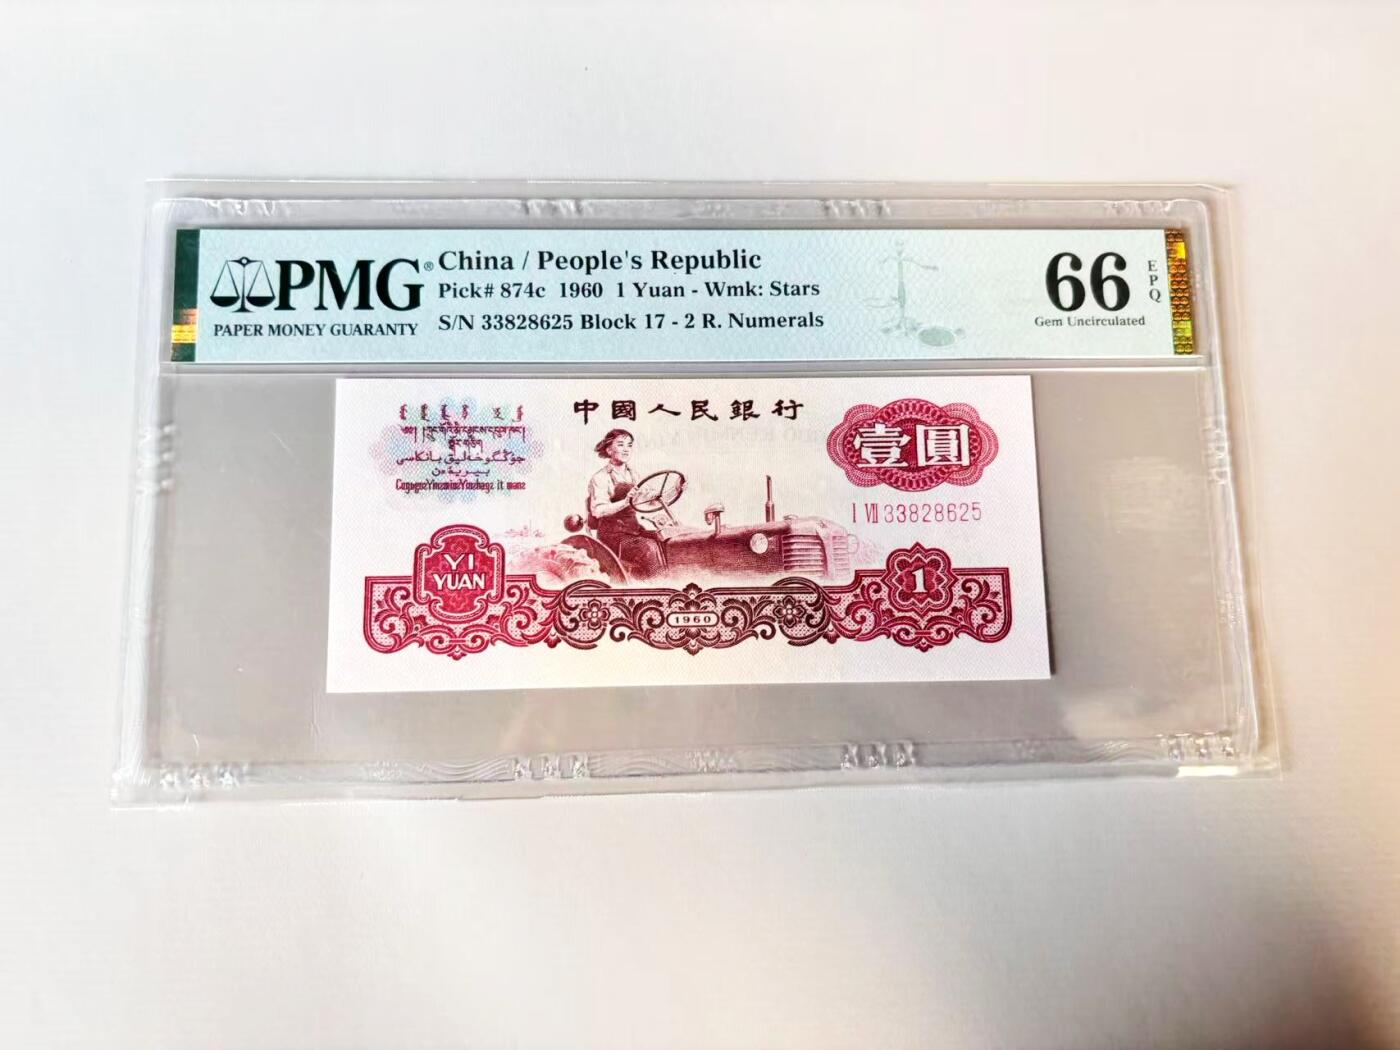 PMG®
PAPER MONEY GUARANTY
China / People's Republic
Pick# 874c 1960 1 Yuan - Wmk: Stars
S/N 33828625 Block 17 - 2 R. Numerals
66
EPQ
Gem Uncirculated
中國人民銀行
壹圓
Ⅰ Ⅶ 33828625
YI
YUAN
1960
1